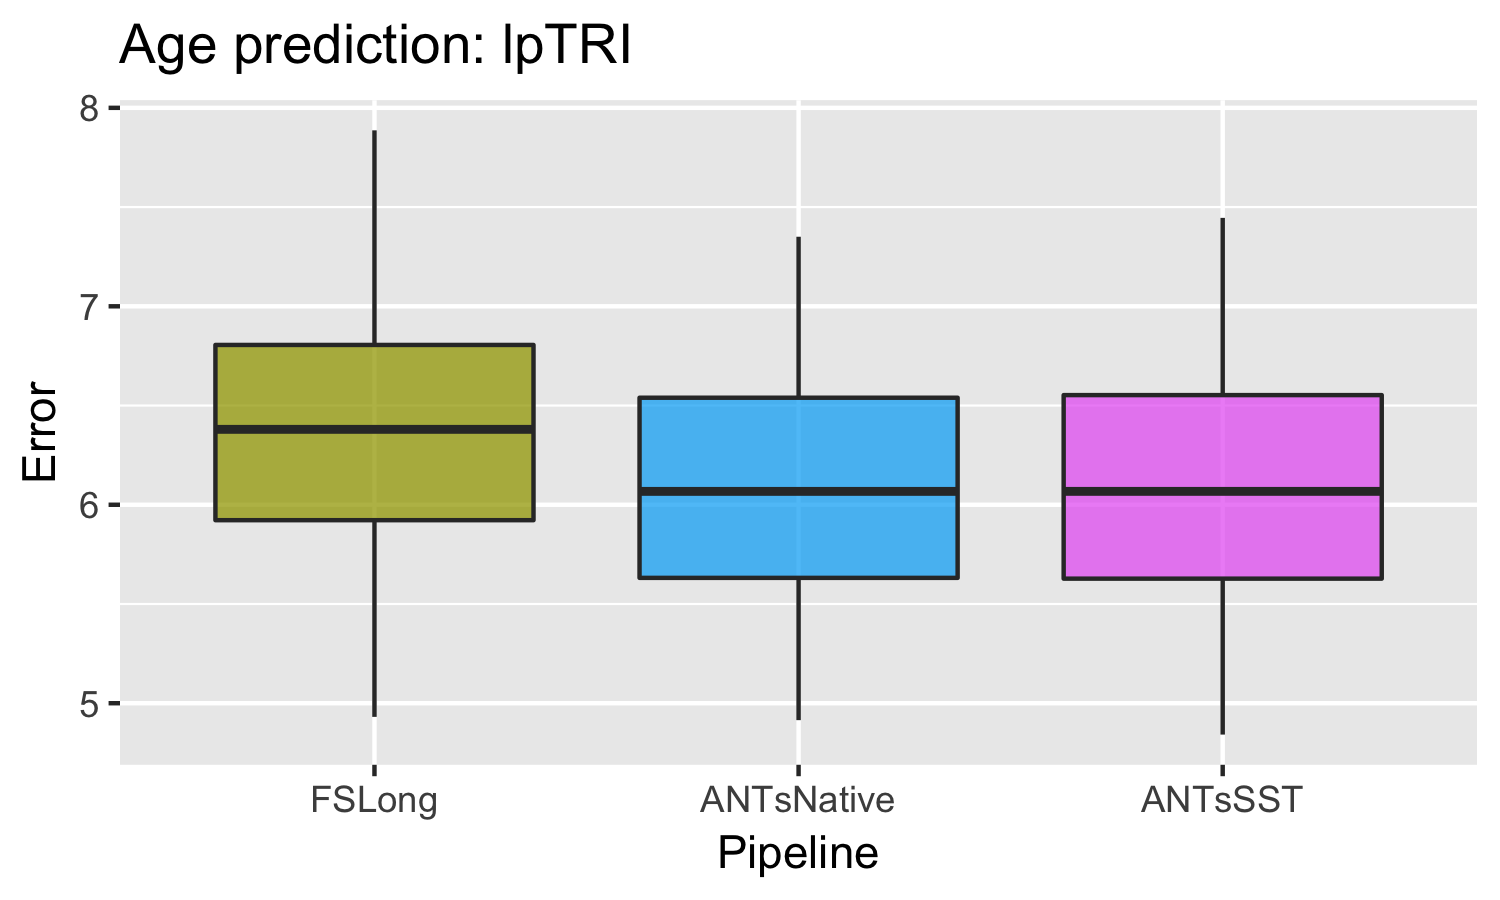 Age prediction: lpTRI
8
7
6
5
Error
FSLong ANTsNative ANTsSST
Pipeline